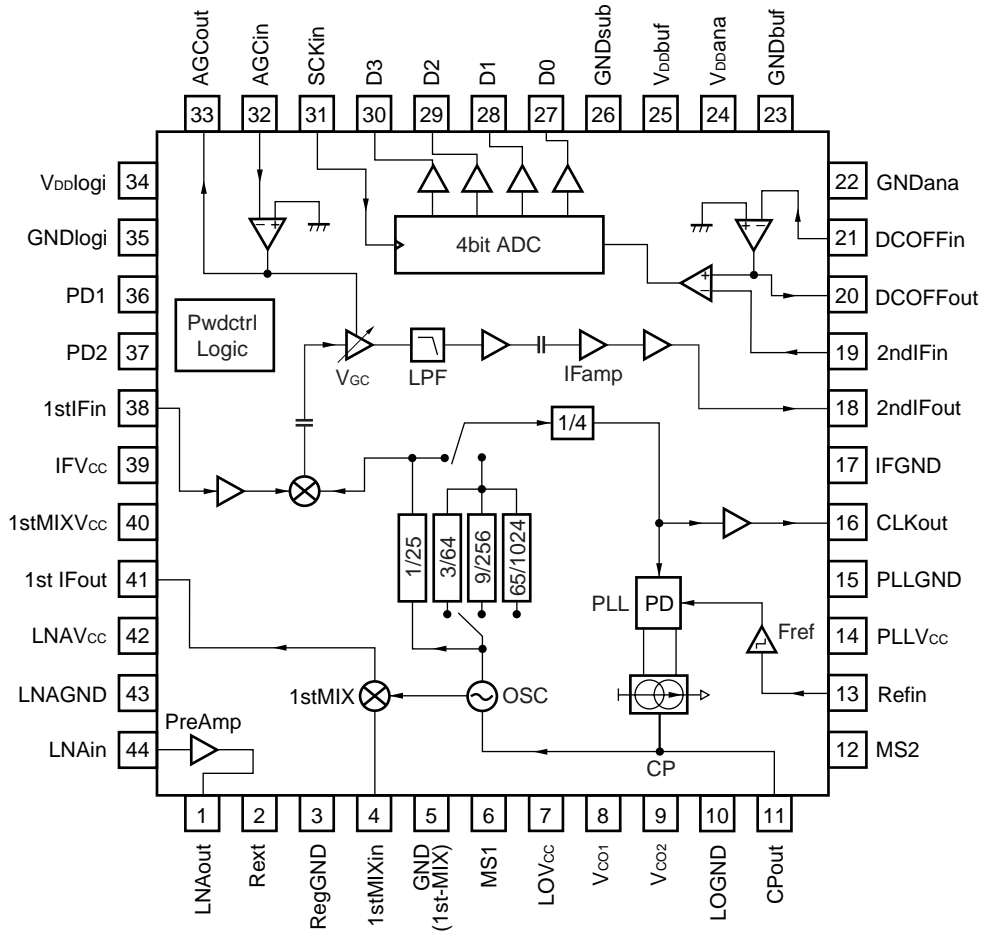 AGCout
AGCin
SCKin
D3
D2
D1
D0
GNDsub
VDDbuf
VDDana
GNDbuf
33
32
31
30
29
28
27
26
25
24
23
VDDlogi 34
GNDlogi 35
PD1 36
PD2 37
1stIFin 38
IFVCC 39
1stMIXVCC 40
1st IFout 41
LNAVCC 42
LNAGND 43
LNAin 44
22 GNDana
21 DCOFFin
20 DCOFFout
19 2ndIFin
18 2ndIFout
17 IFGND
16 CLKout
15 PLLGND
14 PLLVCC
13 Refin
12 MS2
− +
4bit ADC
+ −
+
−
Pwdctrl
Logic
VGC
LPF
IFamp
1/4
1/25
3/64
9/256
65/1024
PLL
PD
Fref
1stMIX
OSC
PreAmp
CP
1
2
3
4
5
6
7
8
9
10
11
LNAout
Rext
RegGND
1stMIXin
GND
(1st-MIX)
MS1
LOVCC
VCO1
VCO2
LOGND
CPout